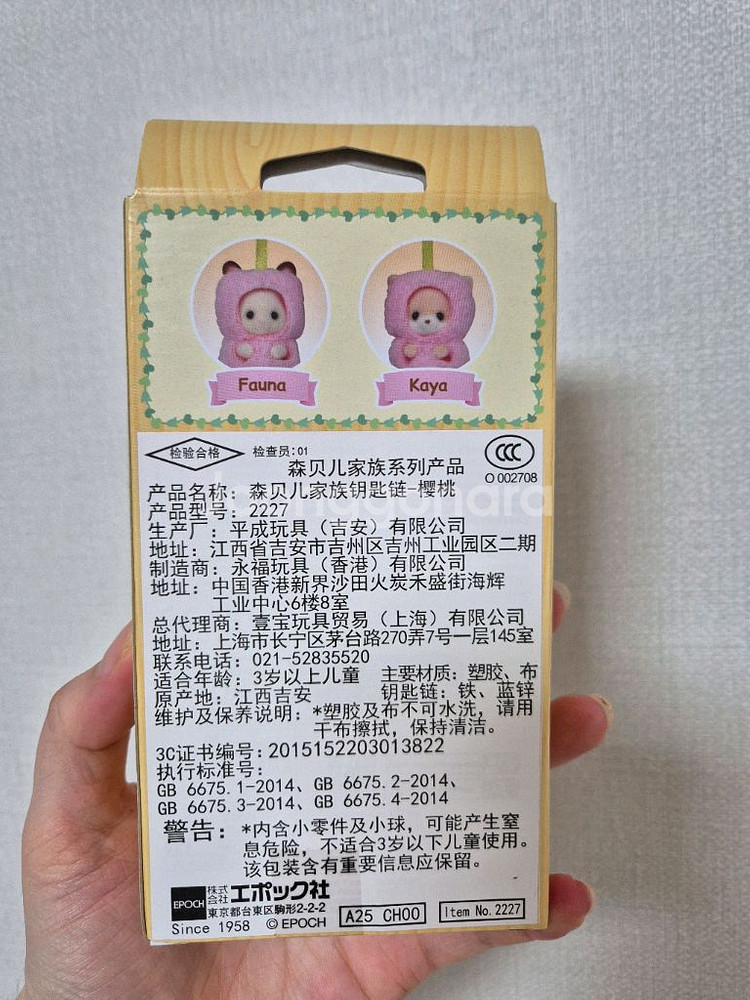 Fauna
Kaya
检验合格
检查员:01
CCC
O 002708
森贝儿家族系列产品
产品名称: 森贝儿家族钥匙链-樱桃
产品型号: 2227
生产厂: 平成玩具(吉安)有限公司
地址: 江西省吉安市吉州区吉州工业园区二期
制造商: 永福玩具(香港)有限公司
地址: 中国香港新界沙田火炭禾盛街海辉
工业中心6楼8室
总代理商: 壹宝玩具贸易(上海)有限公司
地址: 上海市长宁区茅台路270弄7号一层145室
联系电话: 021-52835520
适合年龄: 3岁以上儿童 主要材质: 塑胶、布
原产地: 江西吉安 钥匙链: 铁、蓝锌
维护及保养说明: *塑胶及布不可水洗, 请用
干布擦拭, 保持清洁。
3C证书编号: 2015152203013822
执行标准号:
GB 6675.1-2014、GB 6675.2-2014、
GB 6675.3-2014、GB 6675.4-2014
警告: *内含小零件及小球, 可能产生窒
息危险, 不适合3岁以下儿童使用。
该包装含有重要信息应保留。
EPOCH 株式会社エポック社
東京都台東区駒形2-2-2
Since 1958 © EPOCH
A25 CH00
Item No. 2227